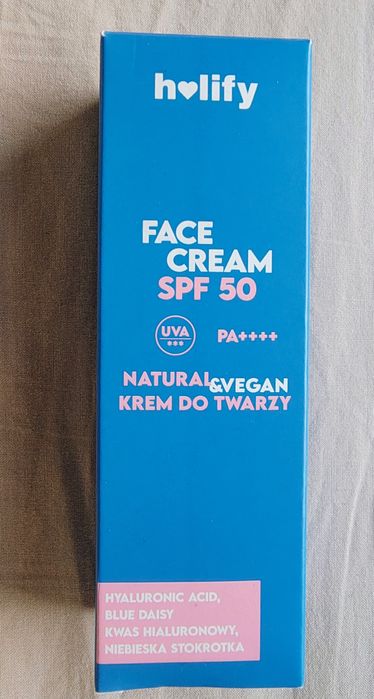 holify
FACE
CREAM
SPF 50
UVA
***
PA++++
NATURAL
&VEGAN
KREM DO TWARZY
HYALURONIC ACID,
BLUE DAISY
KWAS HIALURONOWY,
NIEBIESKA STOKROTKA